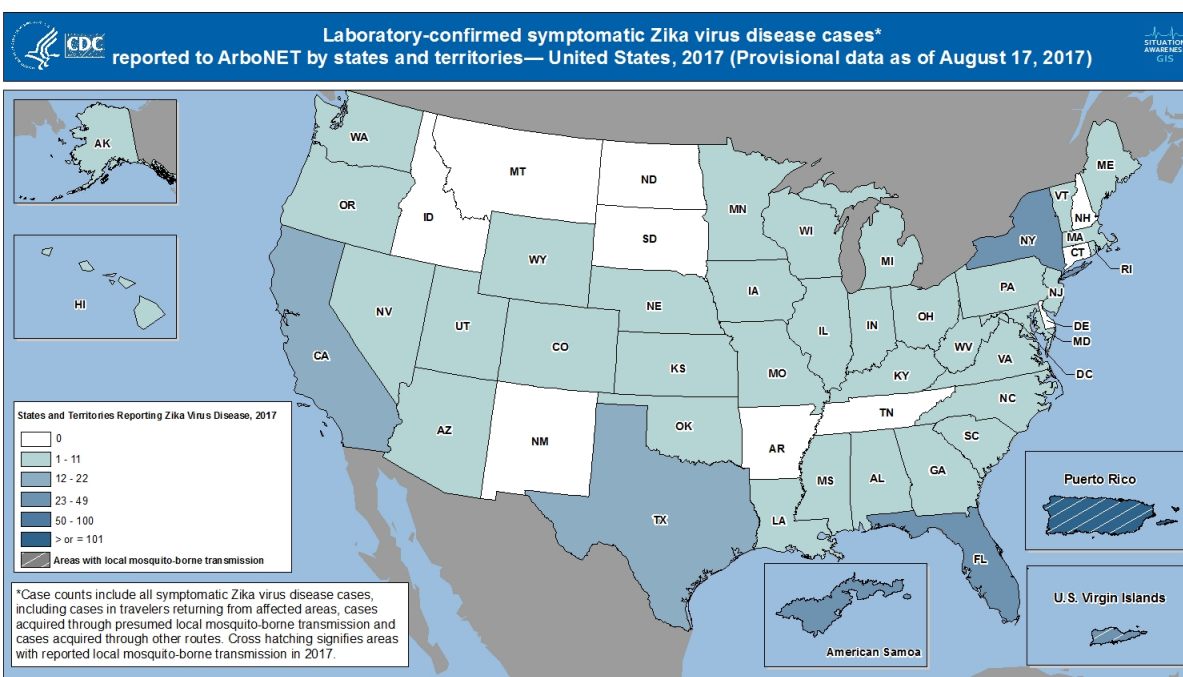 CDC
Laboratory-confirmed symptomatic Zika virus disease cases*
reported to ArboNET by states and territories— United States, 2017 (Provisional data as of August 17, 2017)
SITUATION
AWARENESS
GIS
AK
HI
WA
OR
CA
ID
NV
MT
WY
UT
AZ
CO
NM
ND
SD
NE
KS
OK
TX
MN
IA
MO
AR
LA
WI
IL
MI
IN
OH
KY
TN
MS
AL
GA
FL
SC
NC
VA
WV
PA
NY
VT
NH
ME
MA
CT
RI
NJ
DE
MD
DC
States and Territories Reporting Zika Virus Disease, 2017
0
1 - 11
12 - 22
23 - 49
50 - 100
> or = 101
Areas with local mosquito-borne transmission
*Case counts include all symptomatic Zika virus disease cases,
including cases in travelers returning from affected areas, cases
acquired through presumed local mosquito-borne transmission and
cases acquired through other routes. Cross hatching signifies areas
with reported local mosquito-borne transmission in 2017.
Puerto Rico
American Samoa
U.S. Virgin Islands